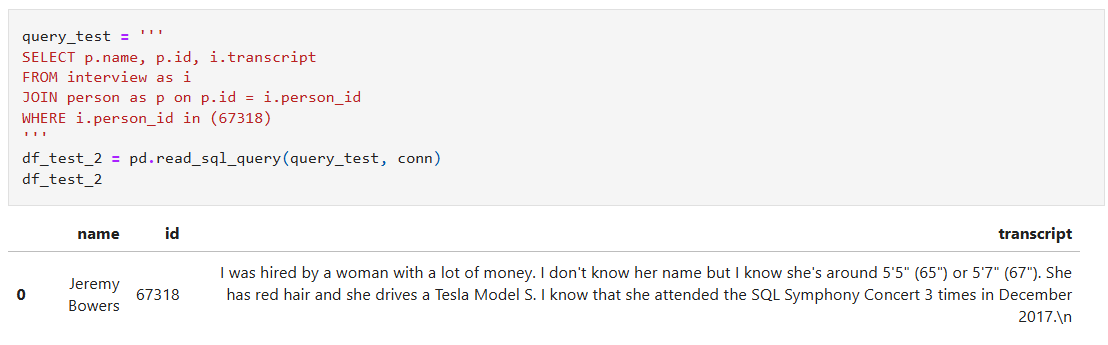 query_test = '''
SELECT p.name, p.id, i.transcript
FROM interview as i
JOIN person as p on p.id = i.person_id
WHERE i.person_id in (67318)
'''
df_test_2 = pd.read_sql_query(query_test, conn)
df_test_2
name id transcript
0 Jeremy Bowers 67318 I was hired by a woman with a lot of money. I don't know her name but I know she's around 5'5" (65") or 5'7" (67"). She
has red hair and she drives a Tesla Model S. I know that she attended the SQL Symphony Concert 3 times in December
2017.\n